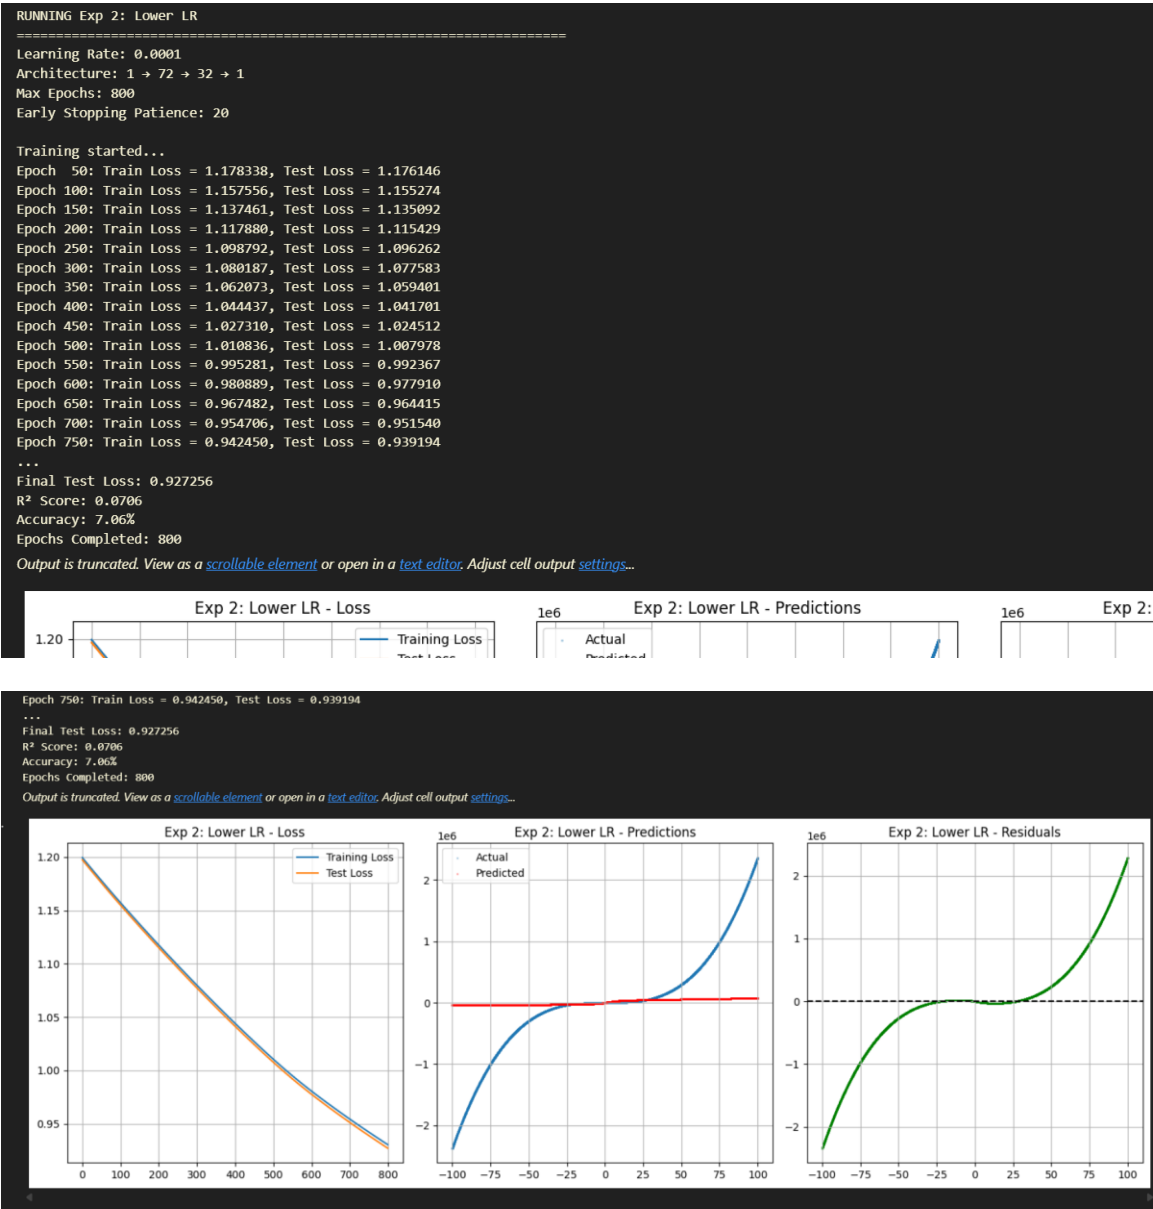 RUNNING Exp 2: Lower LR
======================================================================
Learning Rate: 0.0001
Architecture: 1 → 72 → 32 → 1
Max Epochs: 800
Early Stopping Patience: 20
Training started...
Epoch  50: Train Loss = 1.178338, Test Loss = 1.176146
Epoch 100: Train Loss = 1.157556, Test Loss = 1.155274
Epoch 150: Train Loss = 1.137461, Test Loss = 1.135092
Epoch 200: Train Loss = 1.117880, Test Loss = 1.115429
Epoch 250: Train Loss = 1.098792, Test Loss = 1.096262
Epoch 300: Train Loss = 1.080187, Test Loss = 1.077583
Epoch 350: Train Loss = 1.062073, Test Loss = 1.059401
Epoch 400: Train Loss = 1.044437, Test Loss = 1.041701
Epoch 450: Train Loss = 1.027310, Test Loss = 1.024512
Epoch 500: Train Loss = 1.010836, Test Loss = 1.007978
Epoch 550: Train Loss = 0.995281, Test Loss = 0.992367
Epoch 600: Train Loss = 0.980889, Test Loss = 0.977910
Epoch 650: Train Loss = 0.967482, Test Loss = 0.964415
Epoch 700: Train Loss = 0.954706, Test Loss = 0.951540
Epoch 750: Train Loss = 0.942450, Test Loss = 0.939194
...
Final Test Loss: 0.927256
R² Score: 0.0706
Accuracy: 7.06%
Epochs Completed: 800
Output is truncated. View as a scrollable element or open in a text editor. Adjust cell output settings...
Exp 2: Lower LR - Loss
1.20
Training Loss
Test Loss
1e6
Exp 2: Lower LR - Predictions
Actual
Predicted
1e6
Exp 2:
Epoch 750: Train Loss = 0.942450, Test Loss = 0.939194
...
Final Test Loss: 0.927256
R² Score: 0.0706
Accuracy: 7.06%
Epochs Completed: 800
Output is truncated. View as a scrollable element or open in a text editor. Adjust cell output settings...
Exp 2: Lower LR - Loss
Training Loss
Test Loss
1.20
1.15
1.10
1.05
1.00
0.95
0 100 200 300 400 500 600 700 800
1e6
Exp 2: Lower LR - Predictions
Actual
Predicted
2
1
0
−1
−2
−100 −75 −50 −25 0 25 50 75 100
1e6
Exp 2: Lower LR - Residuals
2
1
0
−1
−2
−100 −75 −50 −25 0 25 50 75 100